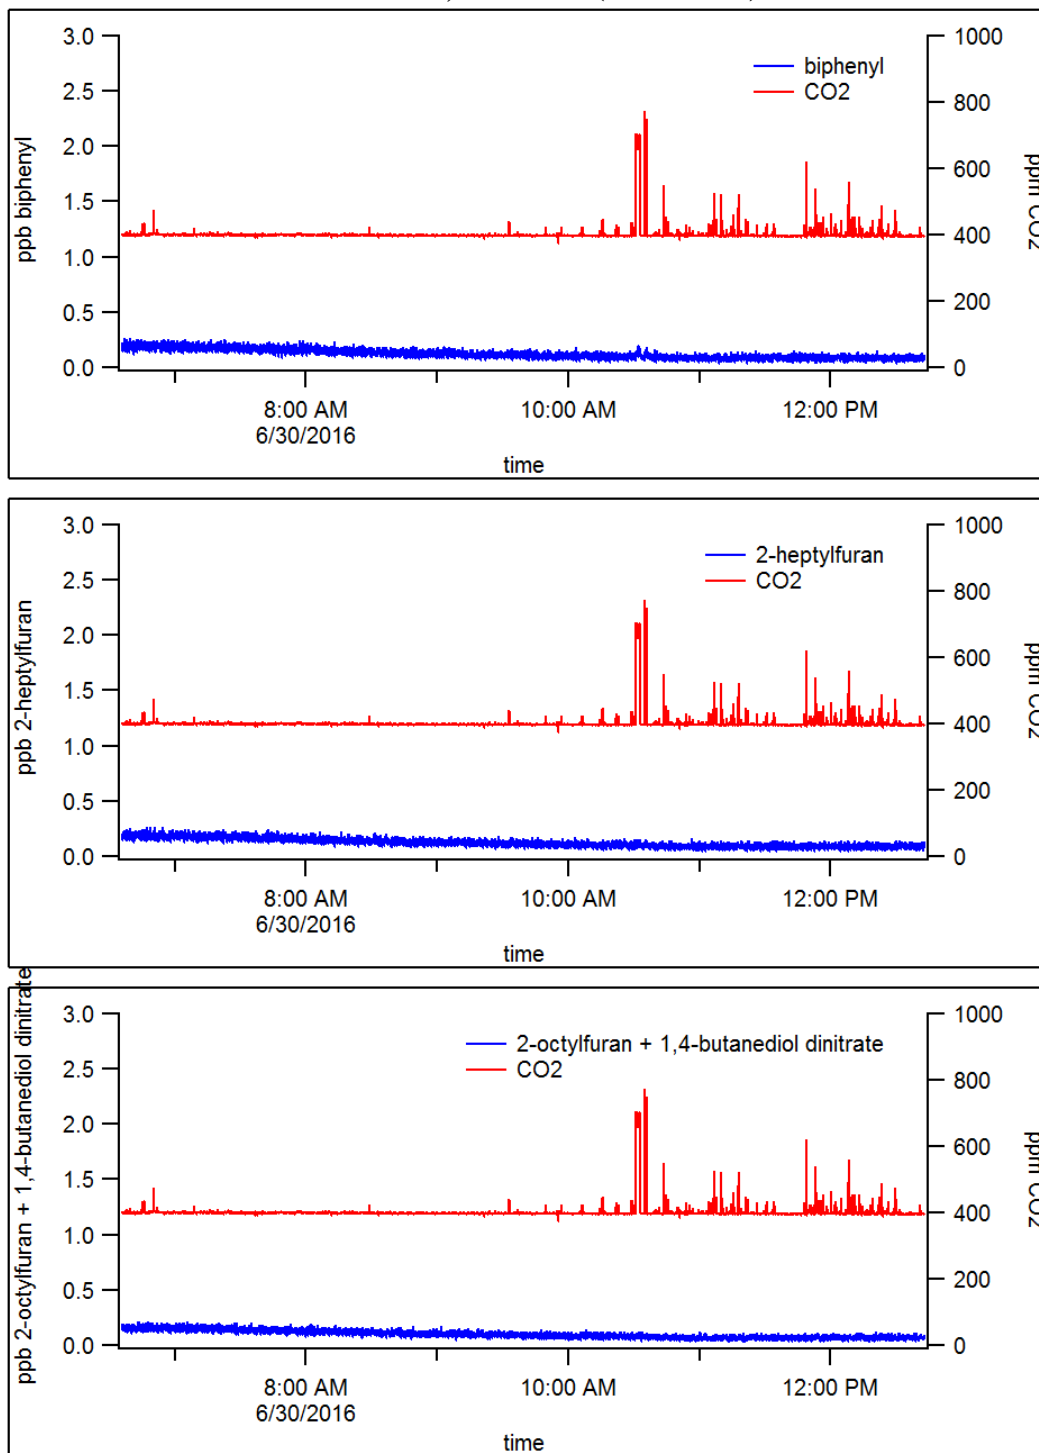 3.0
2.5
2.0
1.5
1.0
0.5
0.0
ppb biphenyl
biphenyl
CO2
1000
800
600
400
200
0
ppm CO2
8:00 AM
6/30/2016
10:00 AM
12:00 PM
time
3.0
2.5
2.0
1.5
1.0
0.5
0.0
ppb 2-heptylfuran
2-heptylfuran
CO2
1000
800
600
400
200
0
ppm CO2
8:00 AM
6/30/2016
10:00 AM
12:00 PM
time
3.0
2.5
2.0
1.5
1.0
0.5
0.0
ppb 2-octylfuran + 1,4-butanediol dinitrate
2-octylfuran + 1,4-butanediol dinitrate
CO2
1000
800
600
400
200
0
ppm CO2
8:00 AM
6/30/2016
10:00 AM
12:00 PM
time